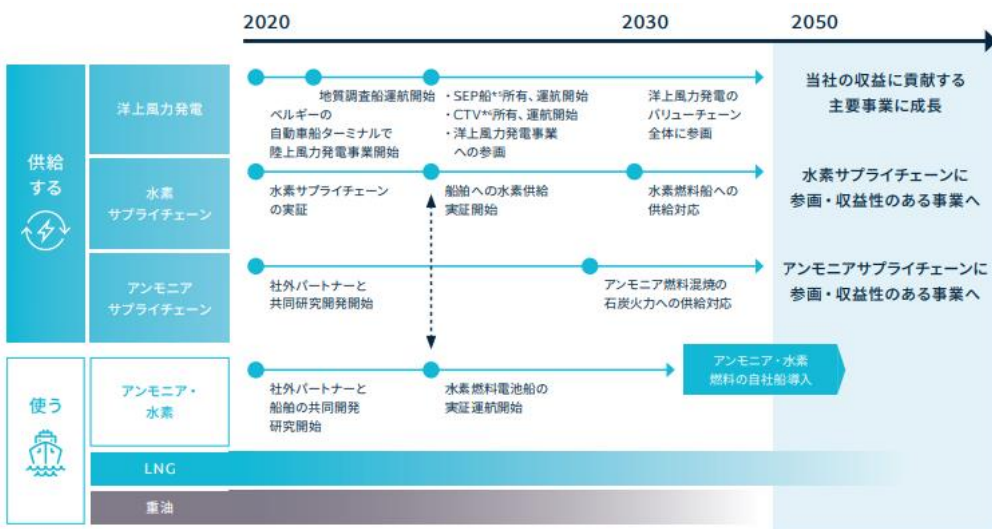 2020
2030
2050
供給
する
洋上風力発電
地質調査船運航開始
ベルギーの
自動車船ターミナルで
陸上風力発電事業開始
・SEP船*⁵所有、運航開始
・CTV*⁶所有、運航開始
・洋上風力発電事業
への参画
洋上風力発電の
バリューチェーン
全体に参画
当社の収益に貢献する
主要事業に成長
水素
サプライチェーン
水素サプライチェーン
の実証
船舶への水素供給
実証開始
水素燃料船への
供給対応
水素サプライチェーンに
参画・収益性のある事業へ
アンモニア
サプライチェーン
社外パートナーと
共同研究開発開始
アンモニア燃料混焼の
石炭火力への供給対応
アンモニアサプライチェーンに
参画・収益性のある事業へ
使う
アンモニア・
水素
社外パートナーと
船舶の共同開発
研究開始
水素燃料電池船の
実証運航開始
アンモニア・水素
燃料の自社船導入
LNG
重油